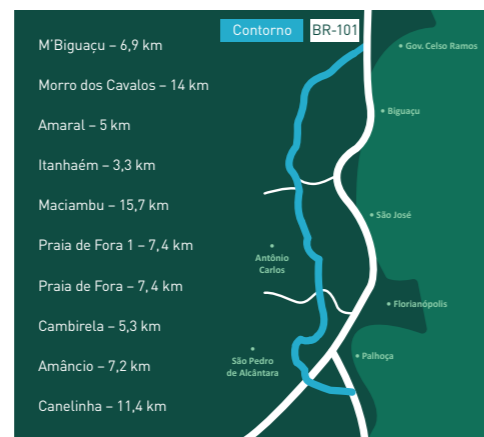 Contorno BR-101
M'Biguaçu – 6,9 km
Morro dos Cavalos – 14 km
Amaral – 5 km
Itanhaém – 3,3 km
Maciambu – 15,7 km
Praia de Fora 1 – 7,4 km
Praia de Fora – 7,4 km
Cambirela – 5,3 km
Amâncio – 7,2 km
Canelinha – 11,4 km
Gov. Celso Ramos
Biguaçu
São José
Antônio
Carlos
Florianópolis
São Pedro
de Alcântara
Palhoça